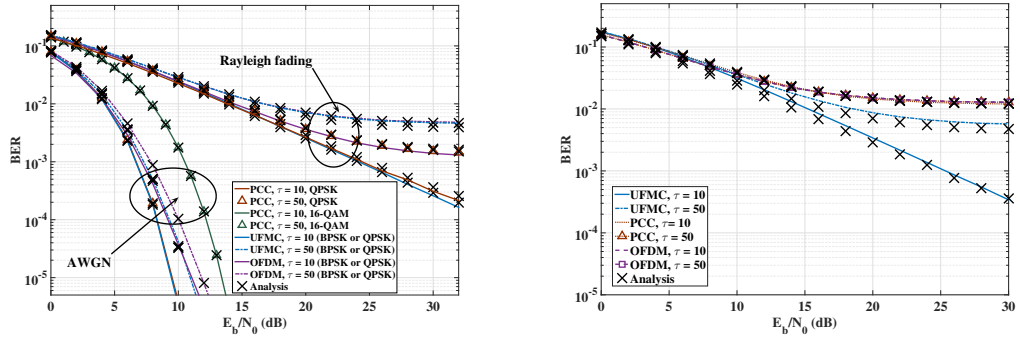 10^-1
10^-2
10^-3
10^-4
10^-5
BER
0 5 10 15 20 25 30
E_b/N_0 (dB)
Rayleigh fading
AWGN
PCC, τ = 10, QPSK
PCC, τ = 50, QPSK
PCC, τ = 10, 16-QAM
PCC, τ = 50, 16-QAM
UFMC, τ = 10 (BPSK or QPSK)
UFMC, τ = 50 (BPSK or QPSK)
OFDM, τ = 10 (BPSK or QPSK)
OFDM, τ = 50 (BPSK or QPSK)
Analysis
10^-1
10^-2
10^-3
10^-4
10^-5
BER
0 5 10 15 20 25 30
E_b/N_0 (dB)
UFMC, τ = 10
UFMC, τ = 50
PCC, τ = 10
PCC, τ = 50
OFDM, τ = 10
OFDM, τ = 50
Analysis